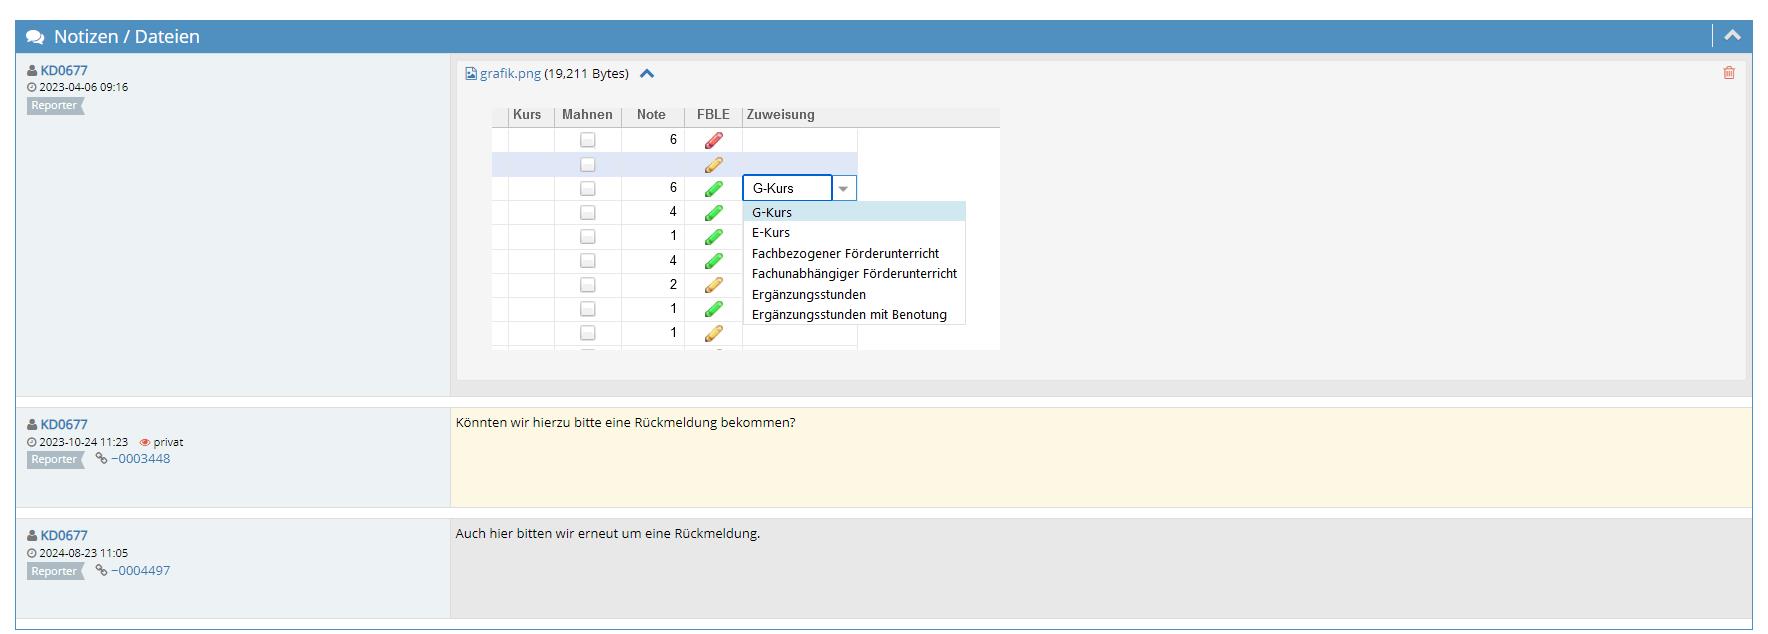 Notizen / Dateien
KD0677
2023-04-06 09:16
Reporter
grafik.png (19,211 Bytes)
Kurs Mahnen Note FBLE Zuweisung
6
6 G-Kurs
4 G-Kurs
1 E-Kurs
Fachbezogener Förderunterricht
4
Fachunabhängiger Förderunterricht
2
Ergänzungsstunden
1 Ergänzungsstunden mit Benotung
1
KD0677
2023-10-24 11:23 privat
Reporter ~0003448
Könnten wir hierzu bitte eine Rückmeldung bekommen?
KD0677
2024-08-23 11:05
Reporter ~0004497
Auch hier bitten wir erneut um eine Rückmeldung.